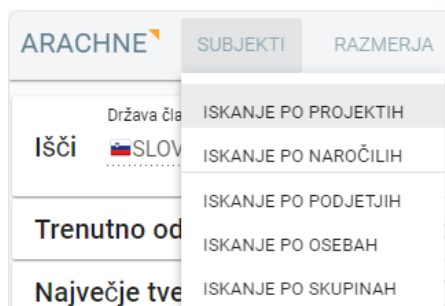 ARACHNE SUBJEKTI RAZMERJA
Država čla
Išči SLOV
Trenutno od
Največje tve
ISKANJE PO PROJEKTIH
ISKANJE PO NAROČILIH
ISKANJE PO PODJETJIH
ISKANJE PO OSEBAH
ISKANJE PO SKUPINAH